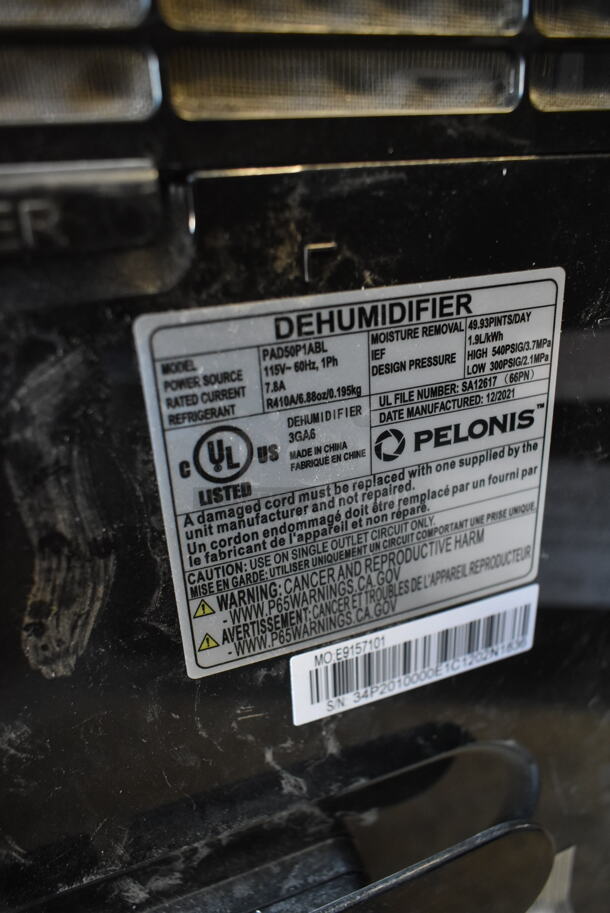 ER
DEHUMIDIFIER
MODEL PAD50P1ABL
POWER SOURCE 115V~ 60Hz, 1Ph
RATED CURRENT 7.8A
REFRIGERANT R410A/6.88oz/0.195kg
MOISTURE REMOVAL 49.93PINTS/DAY
IEF 1.9L/kWh
DESIGN PRESSURE HIGH 540PSIG/3.7MPa
LOW 300PSIG/2.1MPa
UL FILE NUMBER: SA12617 (66PN)
DATE MANUFACTURED: 12/2021
C UL US
LISTED
DEHUMIDIFIER
3GA6
MADE IN CHINA
FABRIQUÉ EN CHINE
PELONIS™
A damaged cord must be replaced with one supplied by the
unit manufacturer and not repaired.
Un cordon endommagé doit être remplacé par un fourni par
le fabricant de l'appareil et non réparé.
CAUTION: USE ON SINGLE OUTLET CIRCUIT ONLY.
MISE EN GARDE: UTILISER UNIQUEMENT UN CIRCUIT COMPORTANT UNE PRISE UNIQUE.
WARNING: CANCER AND REPRODUCTIVE HARM
- WWW.P65WARNINGS.CA.GOV
AVERTISSEMENT: CANCER ET TROUBLES DE L'APPAREIL REPRODUCTEUR
- WWW.P65WARNINGS.CA.GOV
MO:E9157101
S/N: